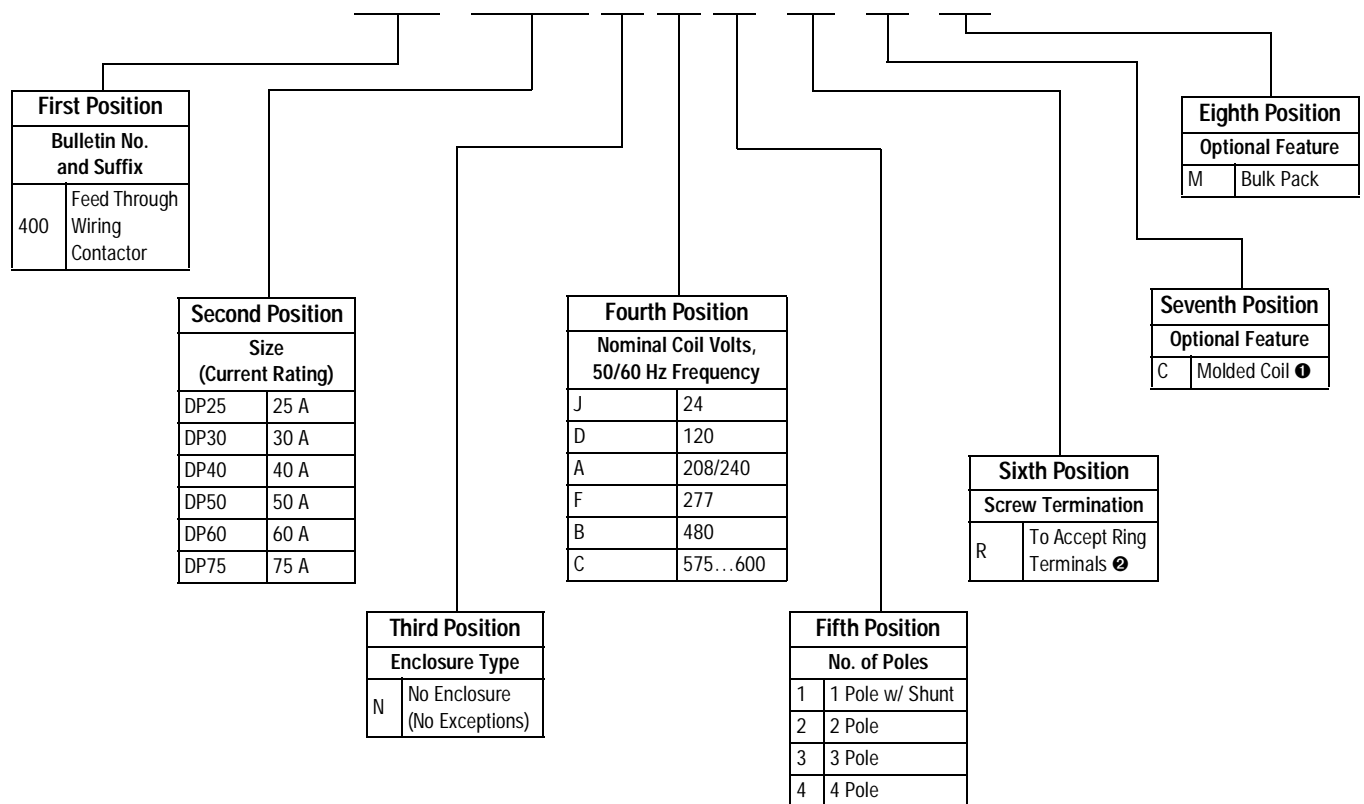 First Position
Bulletin No.
and Suffix
400 Feed Through
Wiring
Contactor
Second Position
Size
(Current Rating)
DP25 25 A
DP30 30 A
DP40 40 A
DP50 50 A
DP60 60 A
DP75 75 A
Third Position
Enclosure Type
N No Enclosure
(No Exceptions)
Fourth Position
Nominal Coil Volts,
50/60 Hz Frequency
J 24
D 120
A 208/240
F 277
B 480
C 575...600
Fifth Position
No. of Poles
1 1 Pole w/ Shunt
2 2 Pole
3 3 Pole
4 4 Pole
Sixth Position
Screw Termination
R To Accept Ring
Terminals ❷
Seventh Position
Optional Feature
C Molded Coil ❶
Eighth Position
Optional Feature
M Bulk Pack